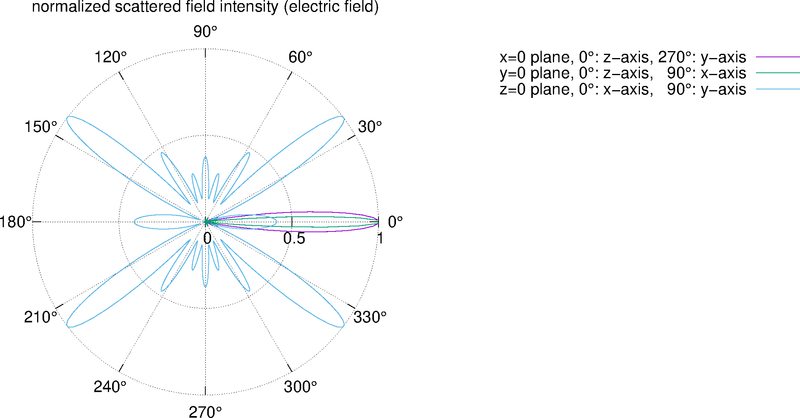 normalized scattered field intensity (electric field)
x=0 plane, 0°: z−axis, 270°: y−axis
y=0 plane, 0°: z−axis, 90°: x−axis
z=0 plane, 0°: x−axis, 90°: y−axis
90°
120° 60°
150° 30°
180° 0°
0 0.5 1
210° 330°
240° 300°
270°